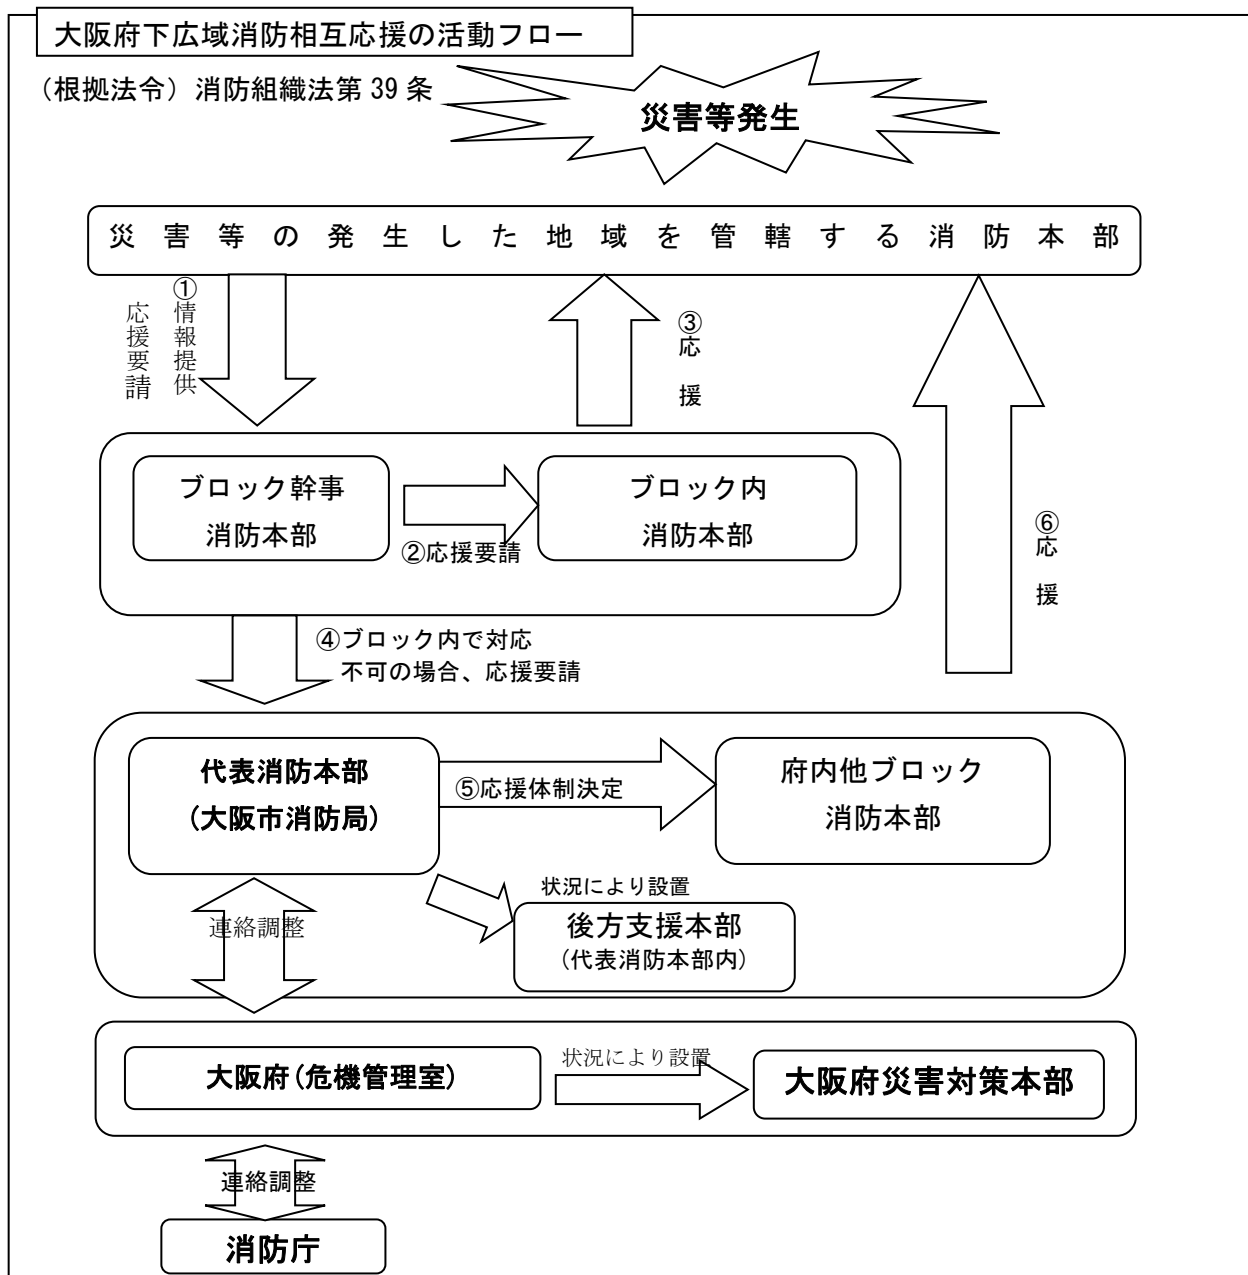 大阪府下広域消防相互応援の活動フロー
（根拠法令）消防組織法第 39 条
災害等発生
災害等の発生した地域を管轄する消防本部
①情報提供
応援要請
③応援
ブロック幹事
消防本部
②応援要請
ブロック内
消防本部
⑥応援
④ブロック内で対応
不可の場合、応援要請
代表消防本部
（大阪市消防局）
⑤応援体制決定
府内他ブロック
消防本部
状況により設置
後方支援本部
（代表消防本部内）
連絡調整
大阪府（危機管理室）
状況により設置
大阪府災害対策本部
連絡調整
消防庁